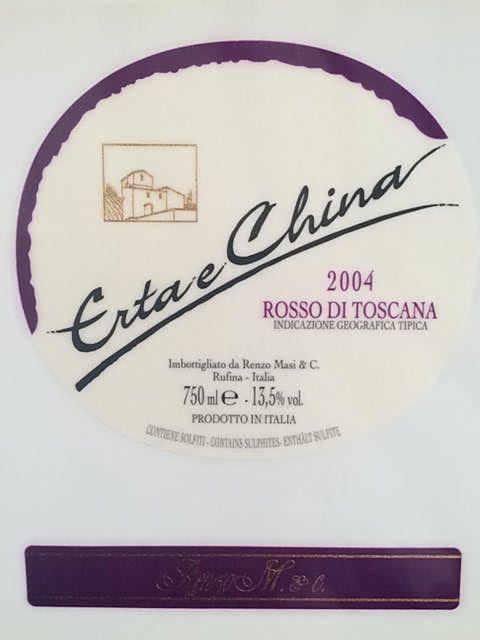 Erta e China
2004
ROSSO DI TOSCANA
INDICAZIONE GEOGRAFICA TIPICA
Imbottigliato da Renzo Masi & C.
Rufina - Italia
750 ml e - 13,5% vol.
PRODOTTO IN ITALIA
CONTIENE SOLFITI - CONTAINS SULPHITES - ENTHÄLT SULFITE
Renzo M. & C.